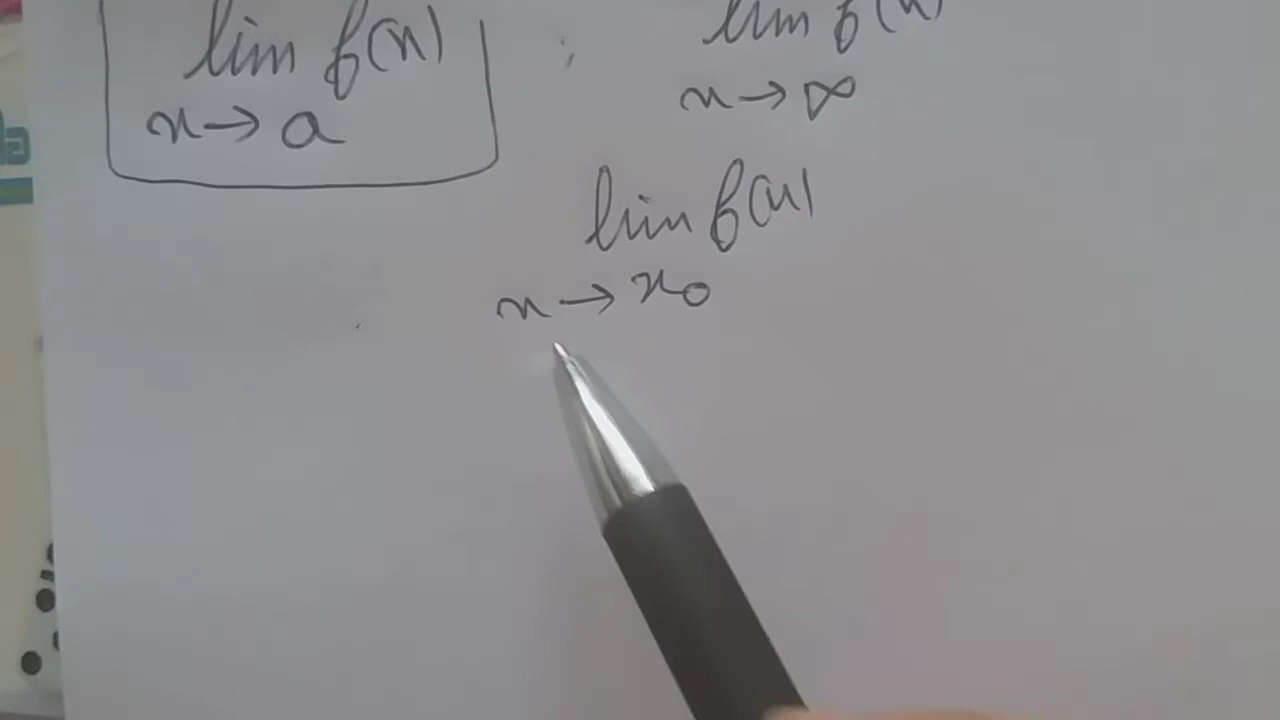 lim f(x) ; lim f(x)
x → a x → ∞
lim f(x)
x → x₀